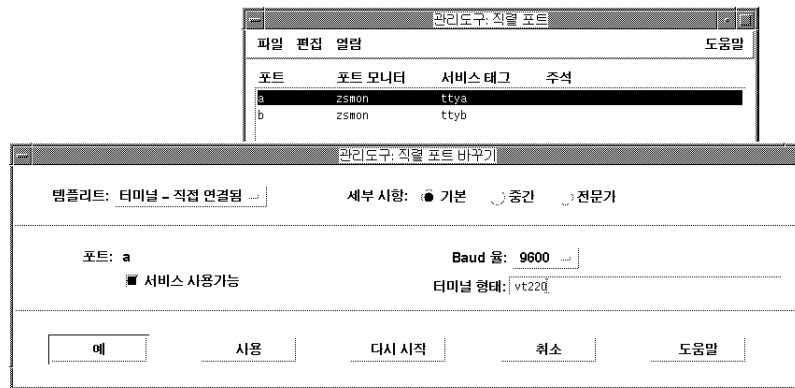 관리도구: 직렬 포트
파일 편집 열람 도움말
포트 포트 모니터 서비스 태그 주석
a zsmon ttya
b zsmon ttyb
관리도구: 직렬 포트 바꾸기
템플리트: 터미널 – 직접 연결됨 세부 사항: 기본 중간 전문가
포트: a Baud 율: 9600
서비스 사용가능 터미널 형태: vt220
예 사용 다시 시작 취소 도움말